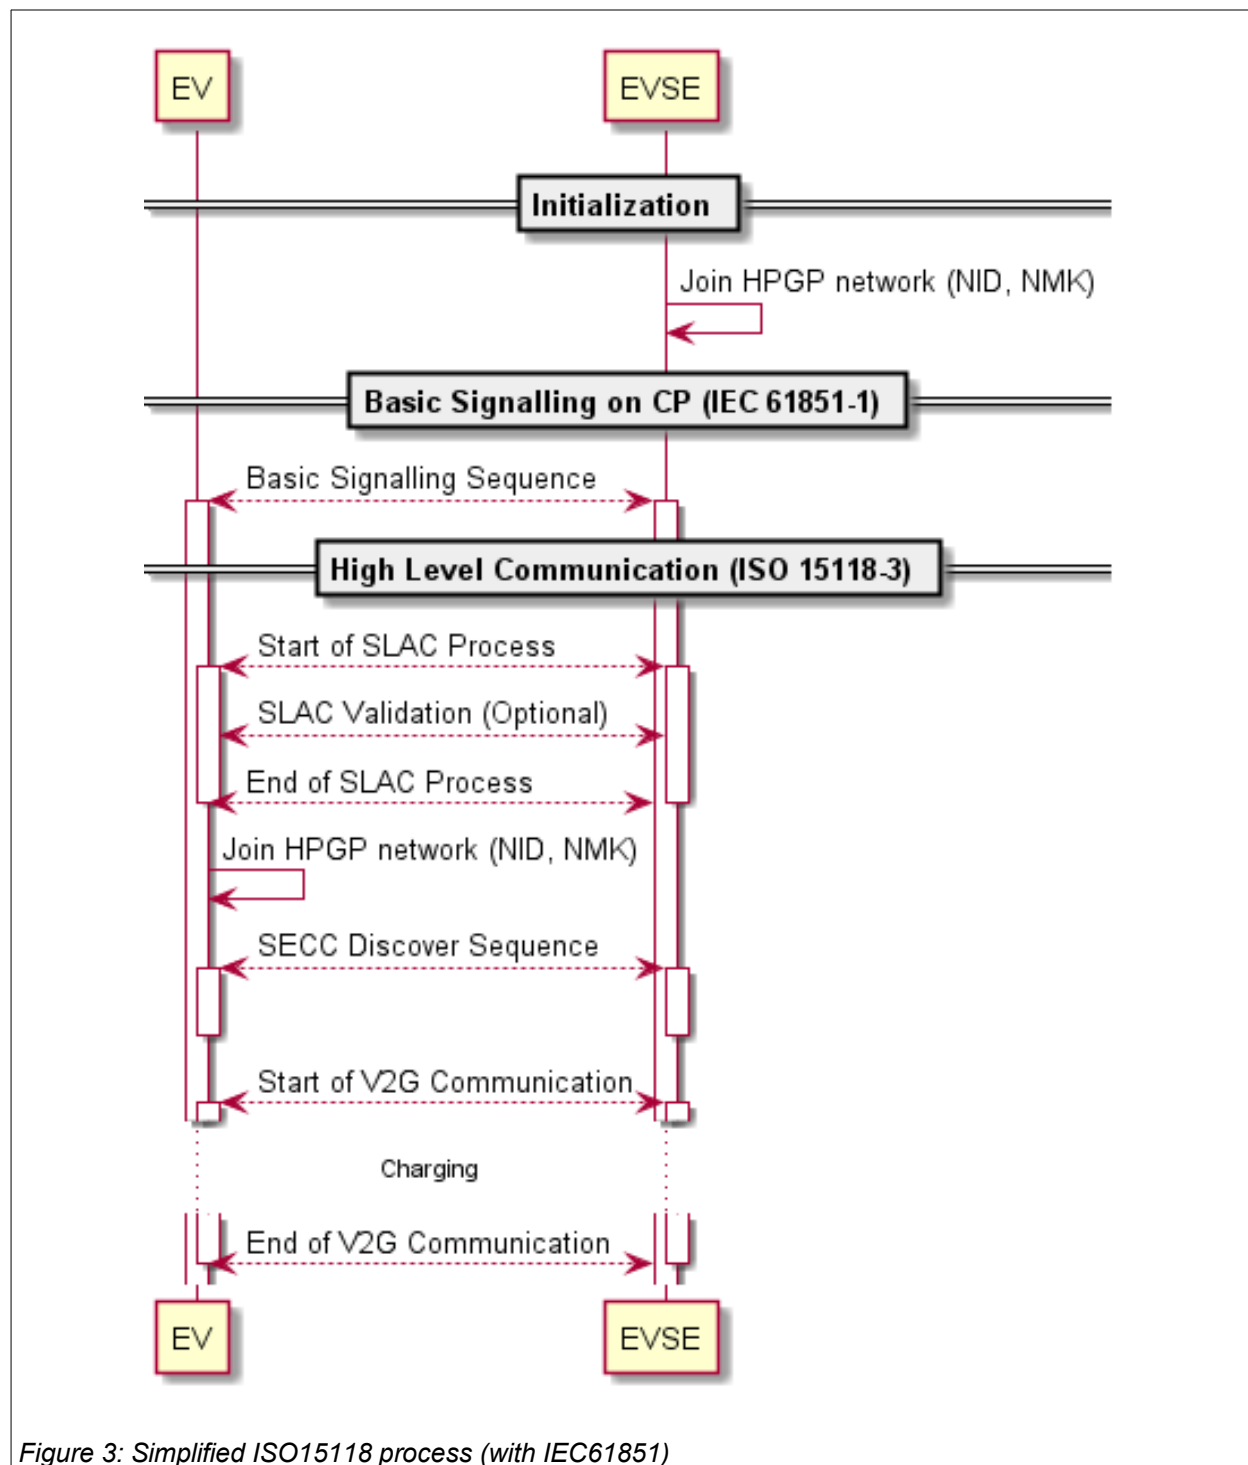 EV EVSE
Initialization
Join HPGP network (NID, NMK)
Basic Signalling on CP (IEC 61851-1)
Basic Signalling Sequence
High Level Communication (ISO 15118-3)
Start of SLAC Process
SLAC Validation (Optional)
End of SLAC Process
Join HPGP network (NID, NMK)
SECC Discover Sequence
Start of V2G Communication
Charging
End of V2G Communication
EV EVSE
Figure 3: Simplified ISO15118 process (with IEC61851)